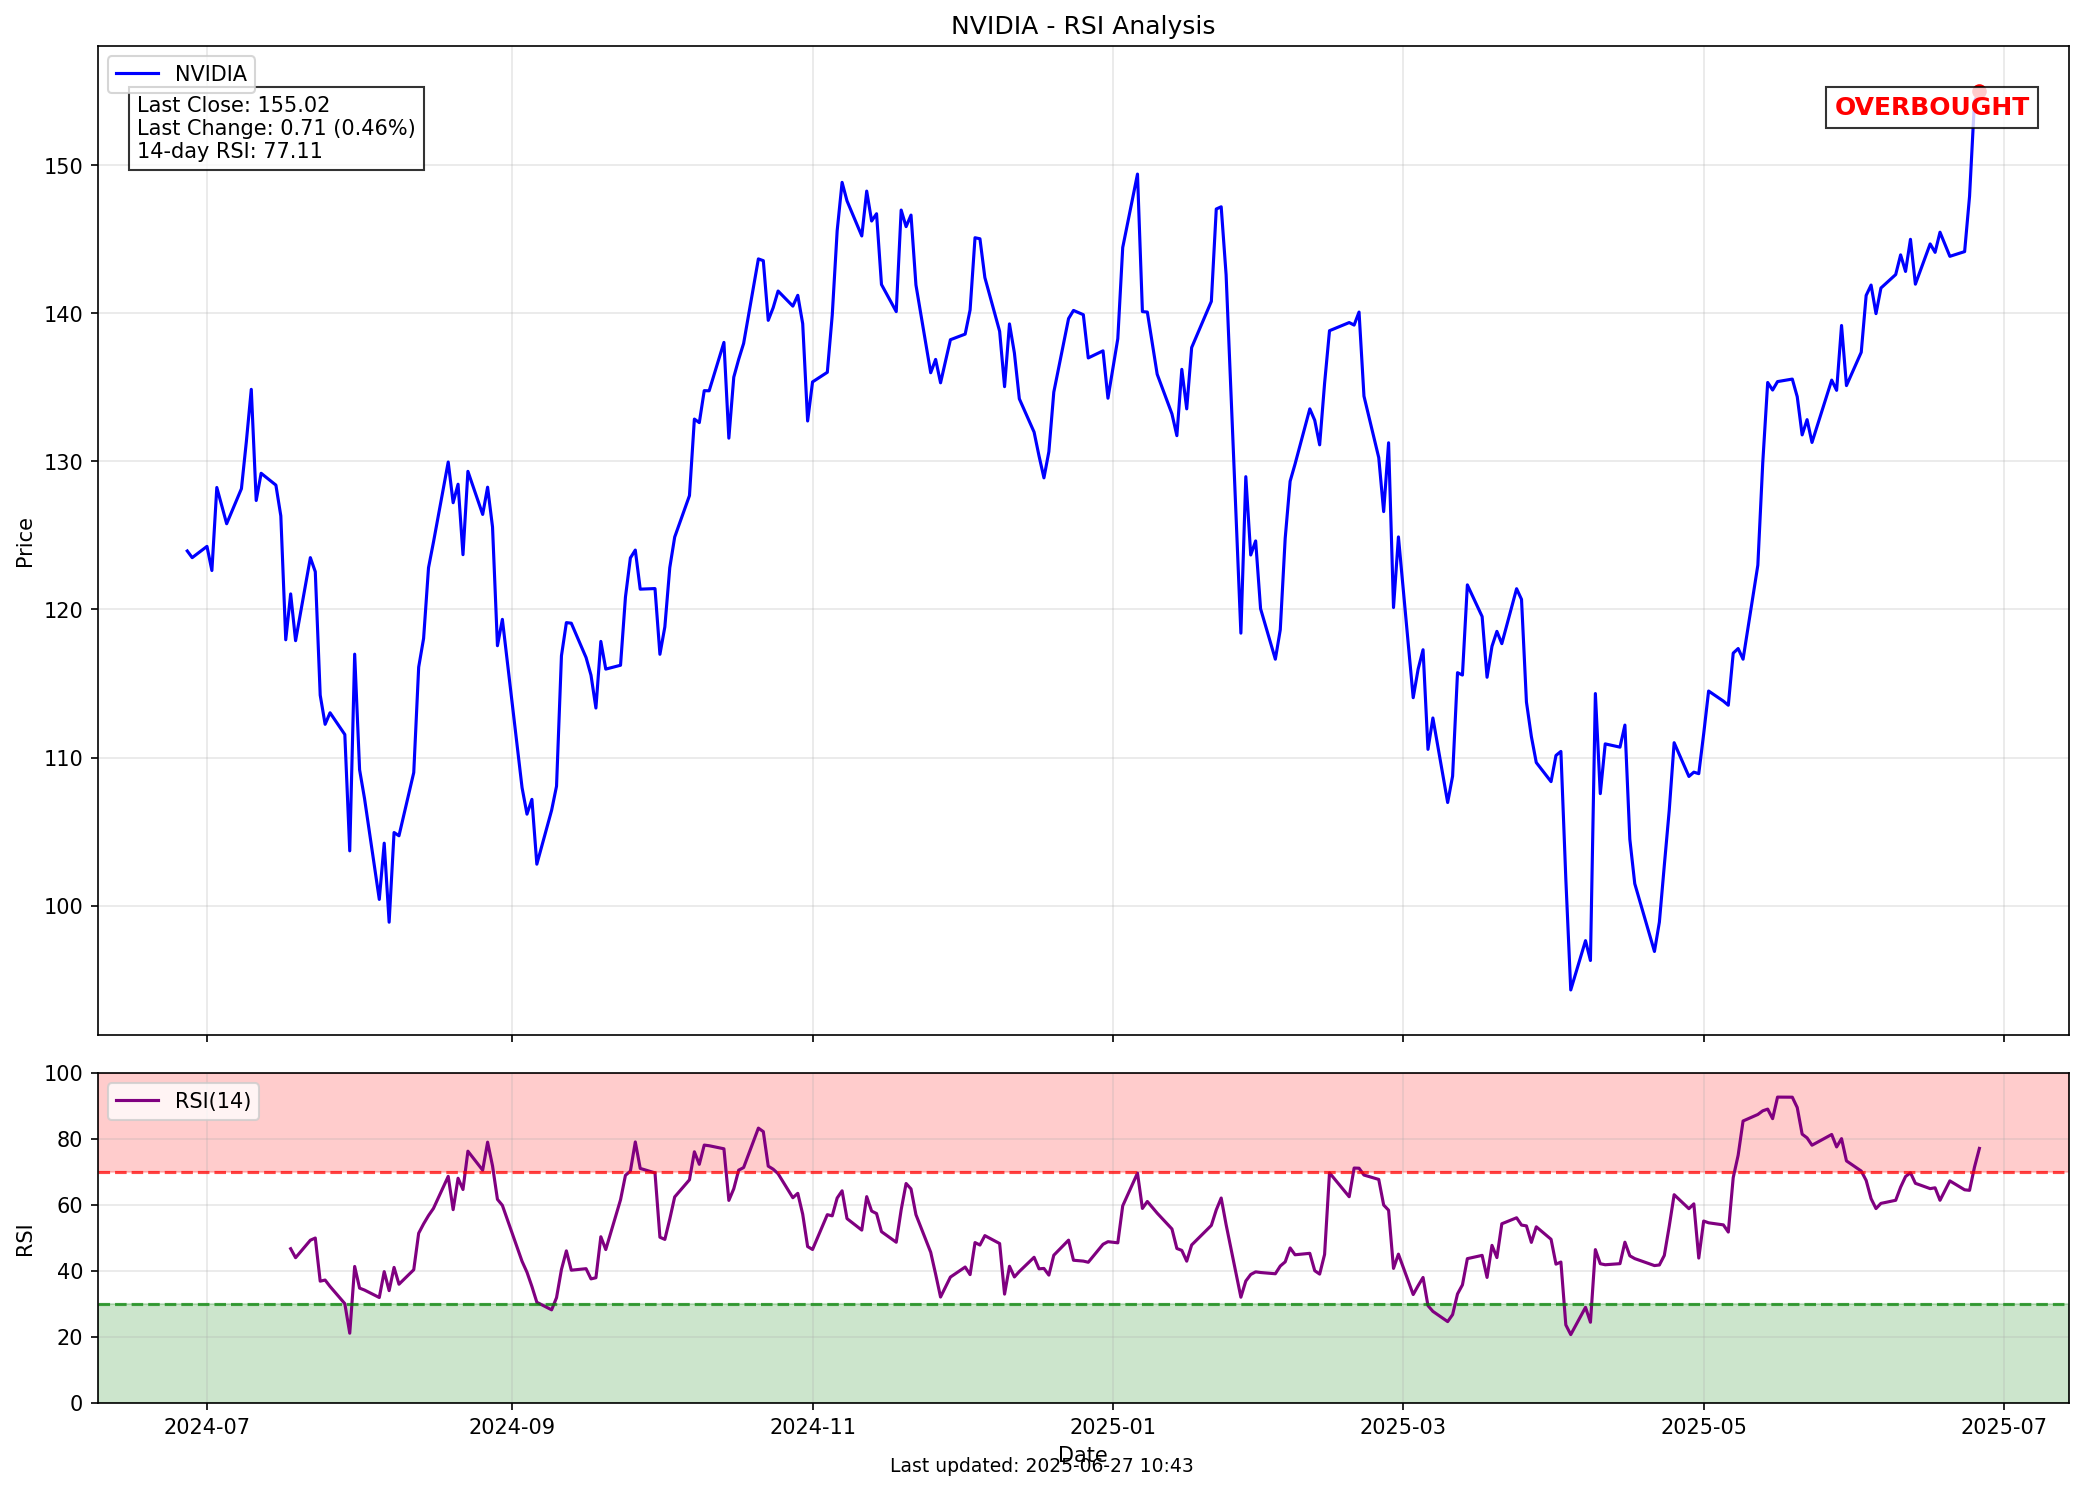 NVIDIA - RSI Analysis
NVIDIA
Last Close: 155.02
Last Change: 0.71 (0.46%)
14-day RSI: 77.11
OVERBOUGHT
150
140
130
120
110
100
Price
RSI(14)
100
80
60
40
20
0
RSI
2024-07
2024-09
2024-11
2025-01
2025-03
2025-05
2025-07
Date
Last updated: 2025-06-27 10:43